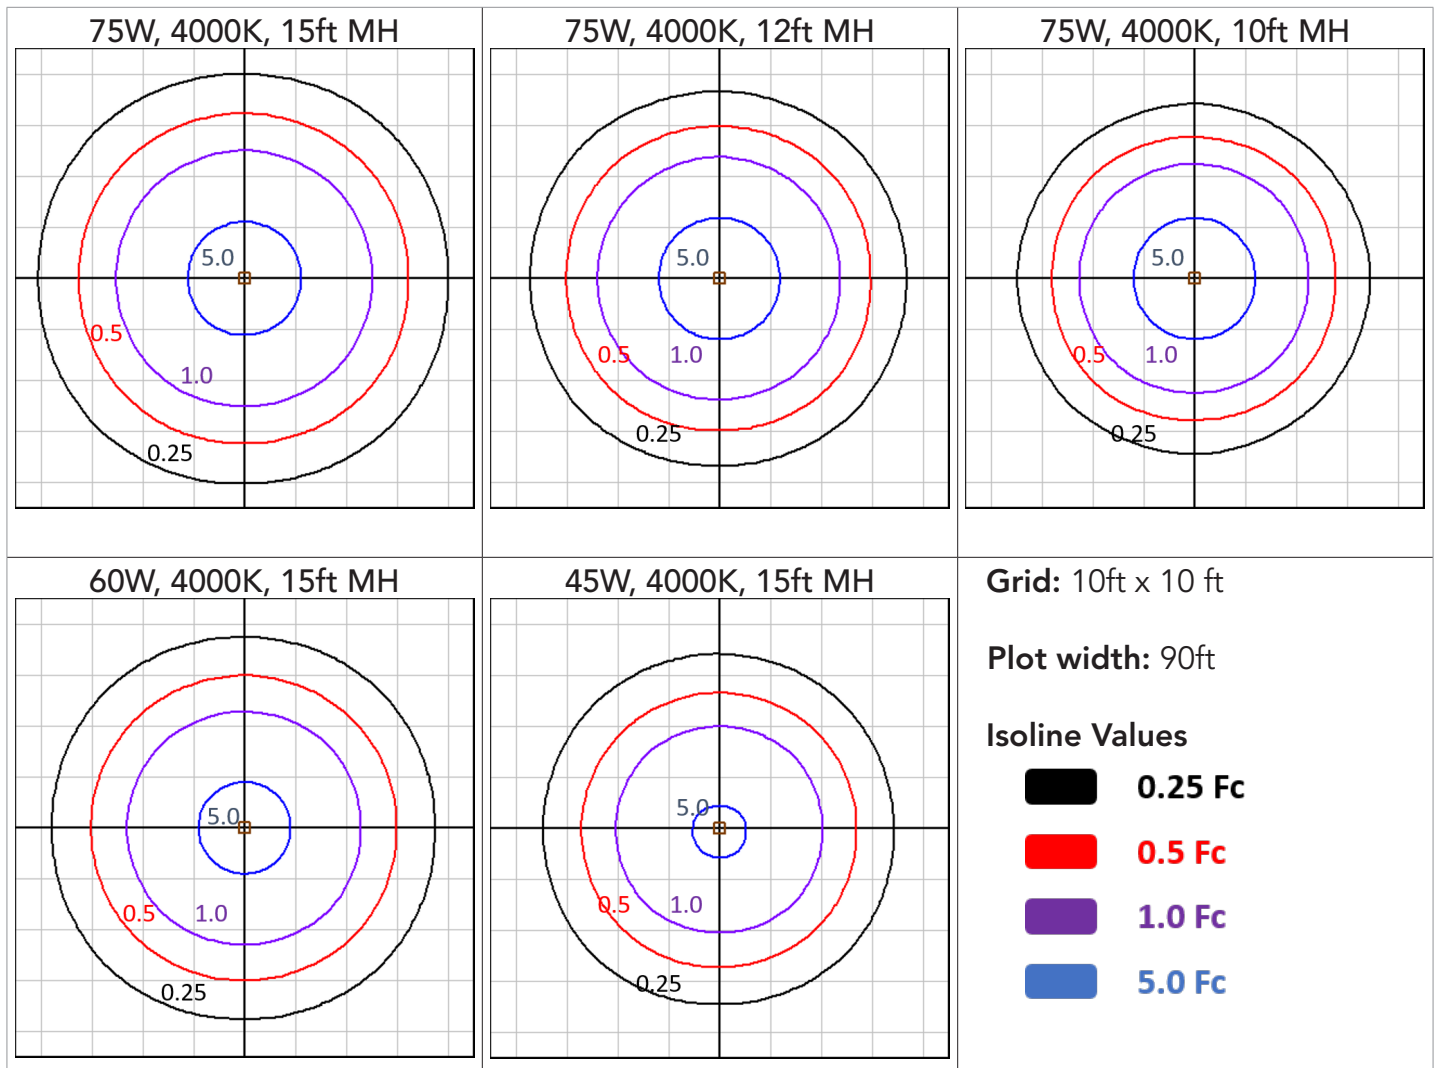 75W, 4000K, 15ft MH
5.0
0.5
1.0
0.25
75W, 4000K, 12ft MH
5.0
0.5
1.0
0.25
75W, 4000K, 10ft MH
5.0
0.5
1.0
0.25
60W, 4000K, 15ft MH
5.0
0.5
1.0
0.25
45W, 4000K, 15ft MH
5.0
0.5
1.0
0.25
Grid: 10ft x 10 ft
Plot width: 90ft
Isoline Values
0.25 Fc
0.5 Fc
1.0 Fc
5.0 Fc